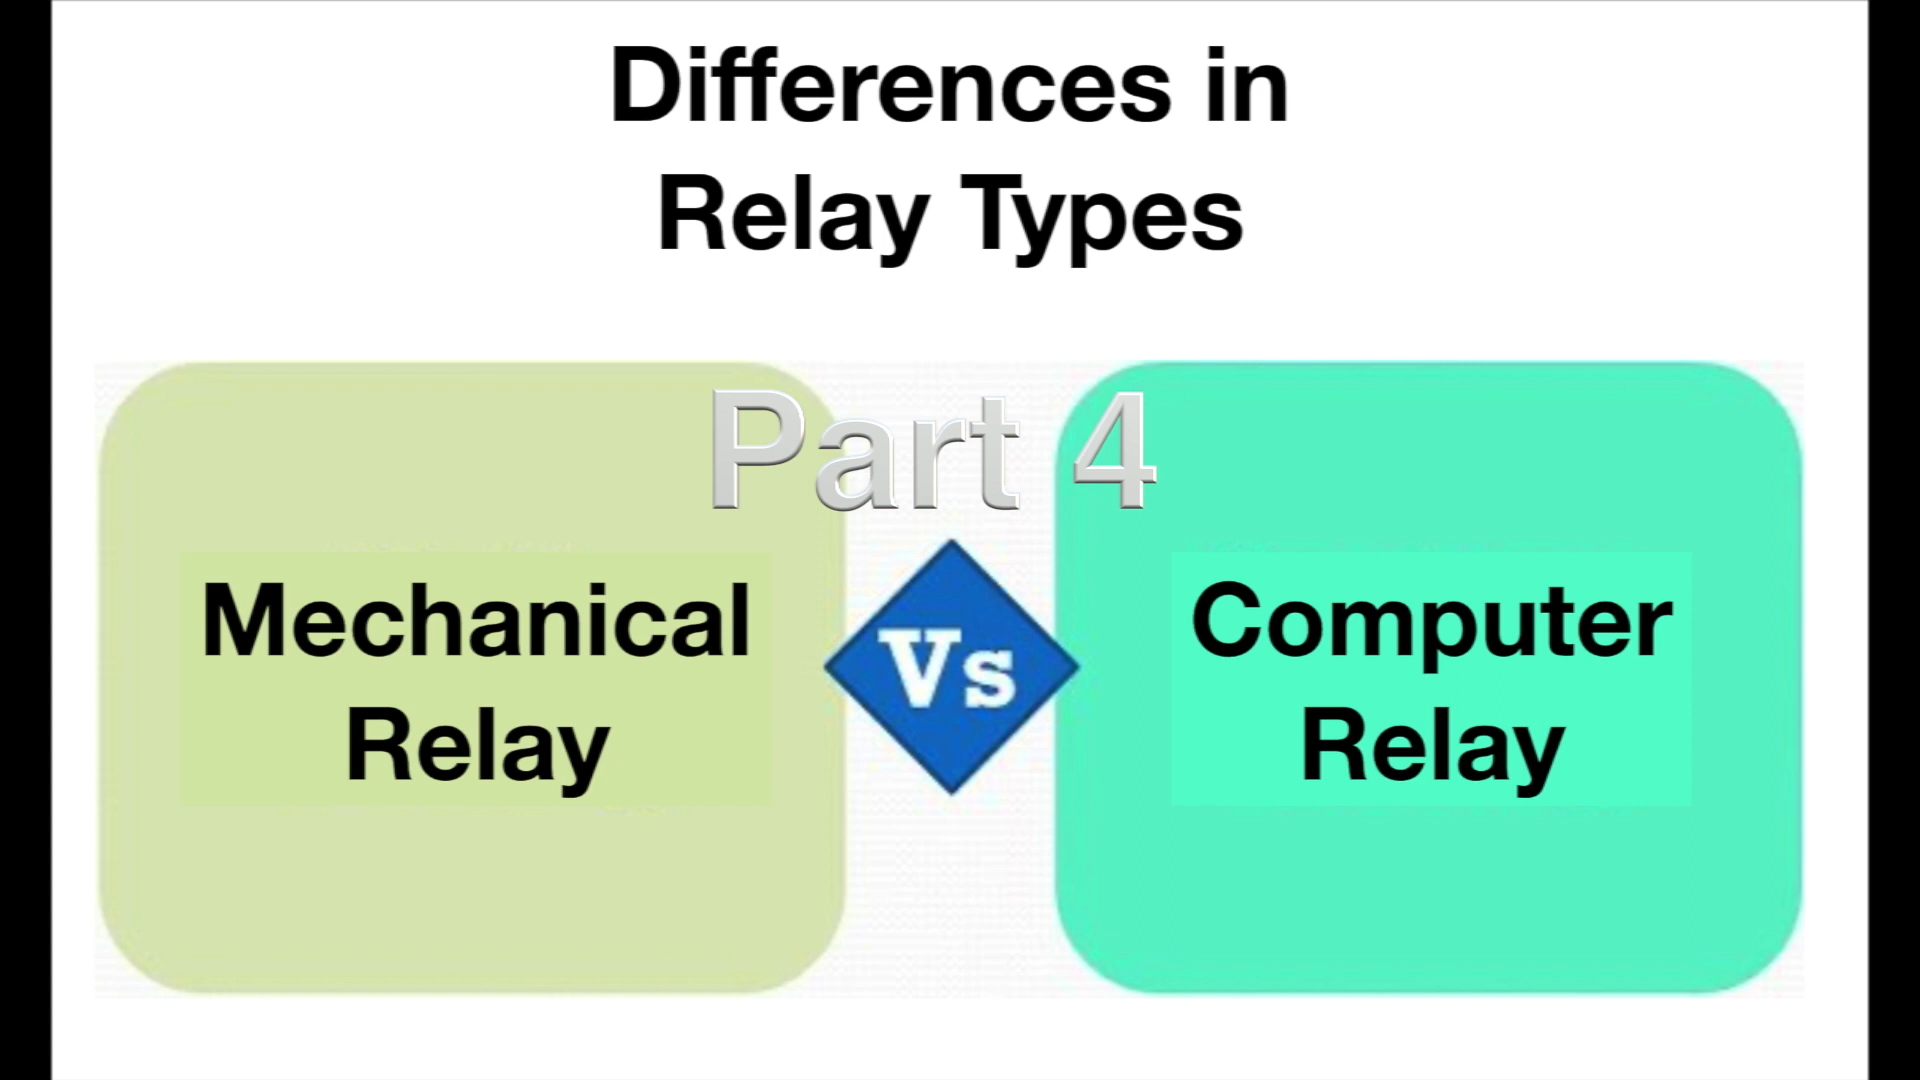 Differences in
Relay Types
Part 4
Mechanical
Relay
Vs
Computer
Relay